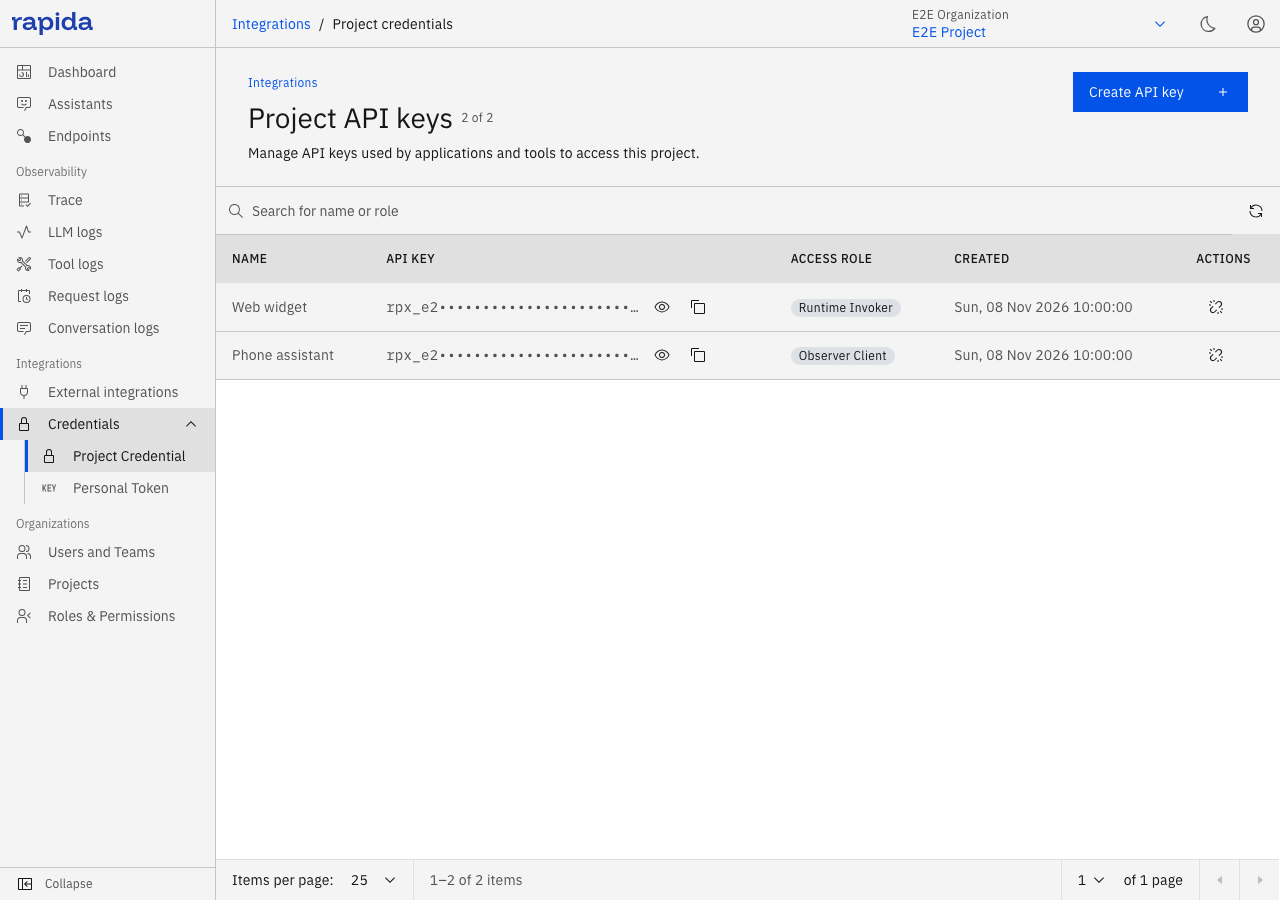 rapida
Integrations / Project credentials
E2E Organization
E2E Project
Dashboard
Assistants
Endpoints
Observability
Trace
LLM logs
Tool logs
Request logs
Conversation logs
Integrations
External integrations
Credentials
Project Credential
KEY Personal Token
Organizations
Users and Teams
Projects
Roles & Permissions
Collapse
Integrations
Project API keys 2 of 2
Manage API keys used by applications and tools to access this project.
Create API key +
Search for name or role
NAME API KEY ACCESS ROLE CREATED ACTIONS
Web widget rpx_e2••••••••••••••••••••••… Runtime Invoker Sun, 08 Nov 2026 10:00:00
Phone assistant rpx_e2••••••••••••••••••••••… Observer Client Sun, 08 Nov 2026 10:00:00
Items per page: 25 1–2 of 2 items 1 of 1 page